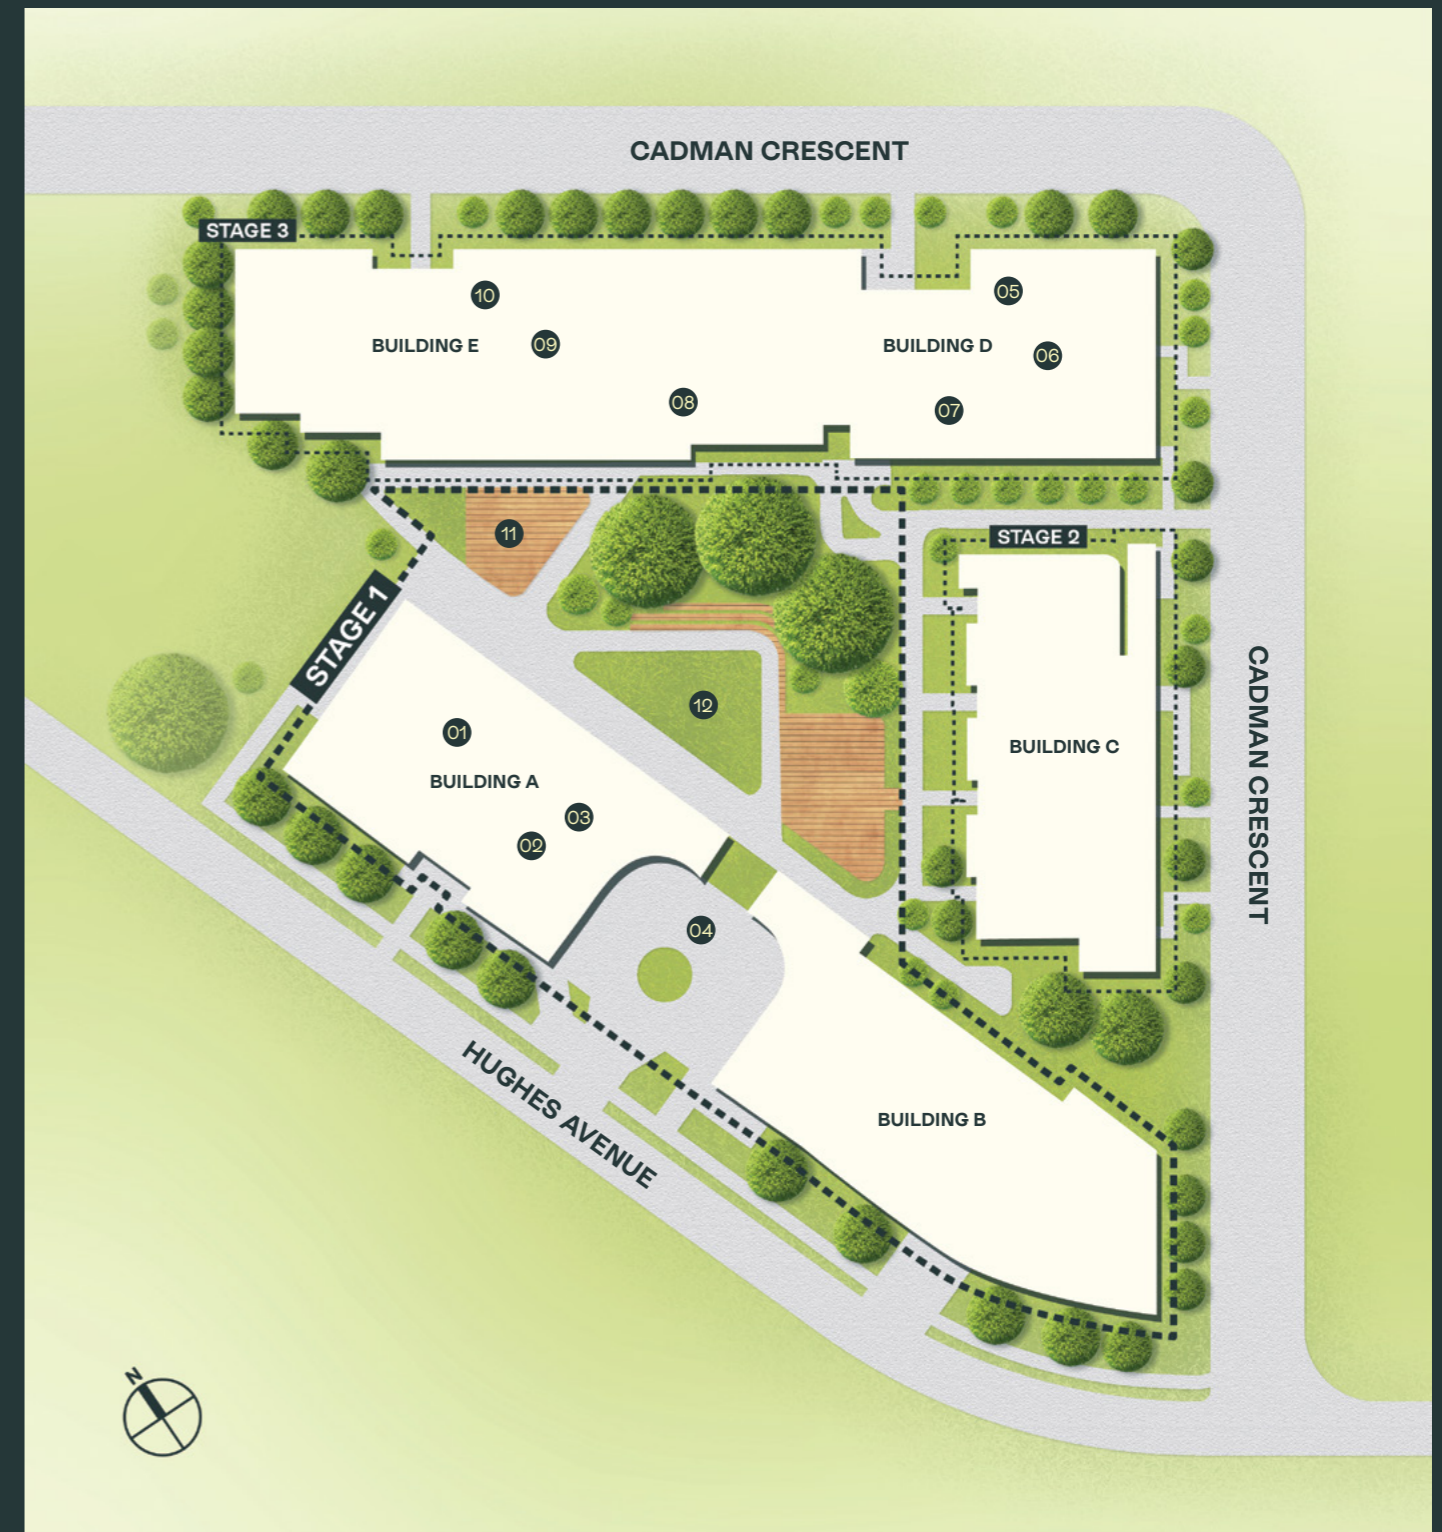 CADMAN CRESCENT
STAGE 3
10
05
BUILDING E
09
BUILDING D
06
08
07
11
STAGE 2
STAGE 1
12
01
BUILDING A
03
02
BUILDING C
CADMAN CRESCENT
04
HUGHES AVENUE
BUILDING B
N